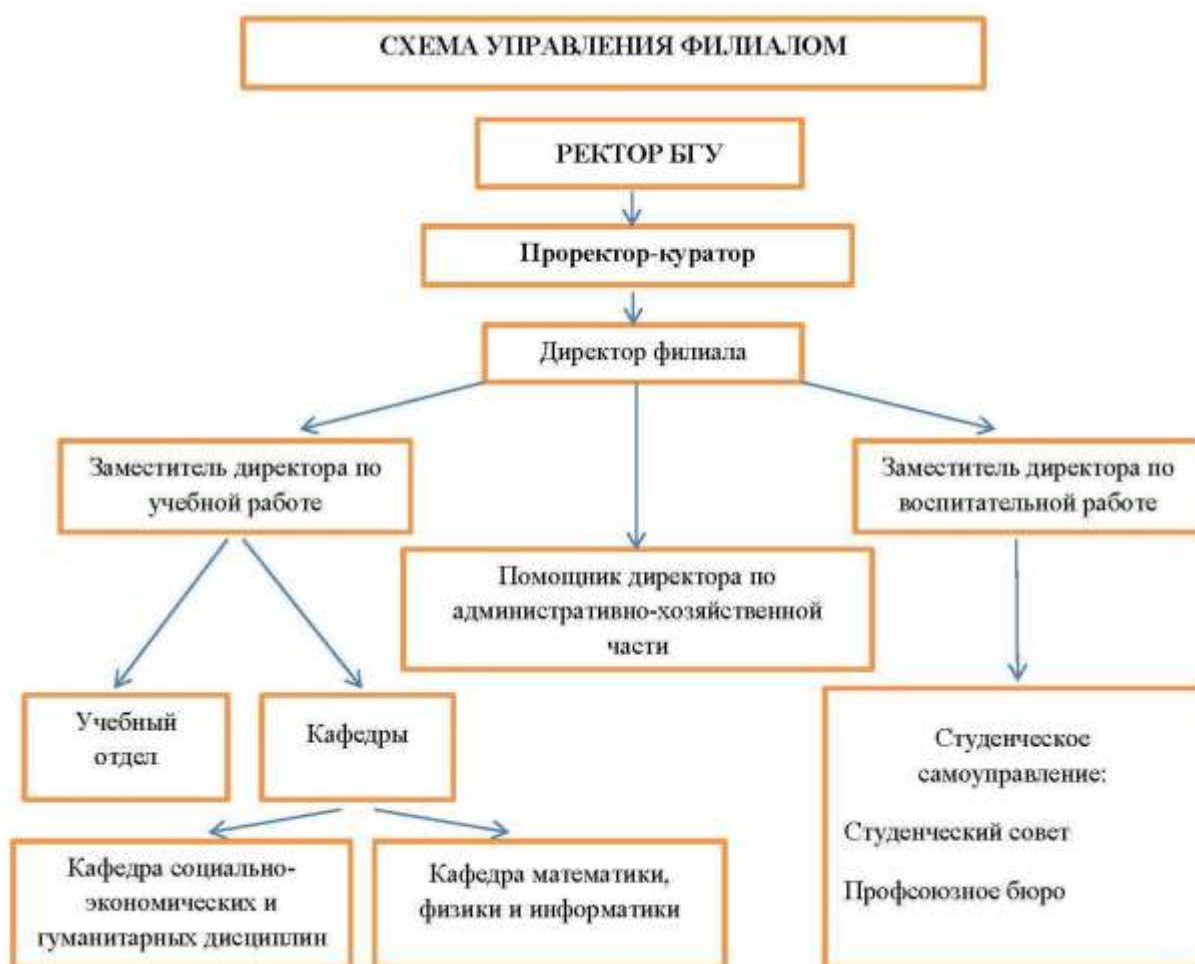 СХЕМА УПРАВЛЕНИЯ ФИЛИАЛОМ
РЕКТОР БГУ
Проректор-куратор
Директор филиала
Заместитель директора по
учебной работе
Заместитель директора по
воспитательной работе
Помощник директора по
административно-хозяйственной
части
Учебный
отдел
Кафедры
Студенческое
самоуправление:
Студенческий совет
Профсоюзное бюро
Кафедра социально-
экономических и
гуманитарных дисциплин
Кафедра математики,
физики и информатики